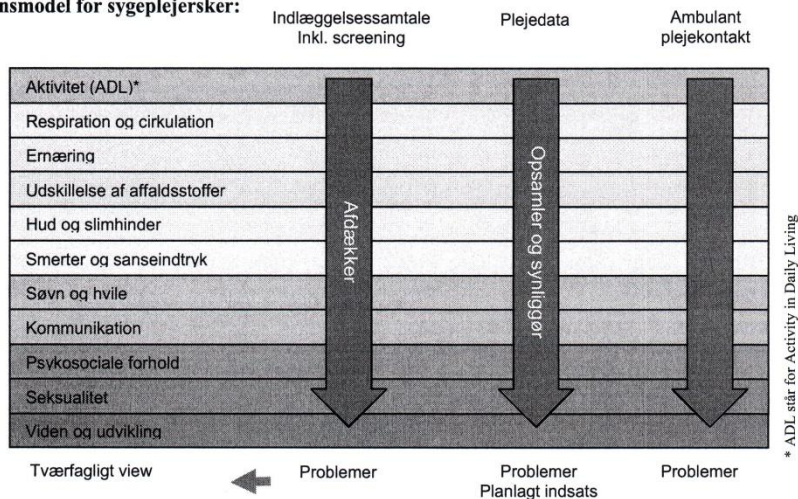 nsmodel for sygeplejersker:
Indlæggelsessamtale
Inkl. screening
Plejedata
Ambulant
plejekontakt
Aktivitet (ADL)*
Respiration og cirkulation
Ernæring
Udskillelse af affaldsstoffer
Hud og slimhinder
Smerter og sanseindtryk
Søvn og hvile
Kommunikation
Psykosociale forhold
Seksualitet
Viden og udvikling
Afdækker
Opsamler og synliggør
* ADL står for Activity in Daily Living
Tværfagligt view
Problemer
Problemer
Planlagt indsats
Problemer